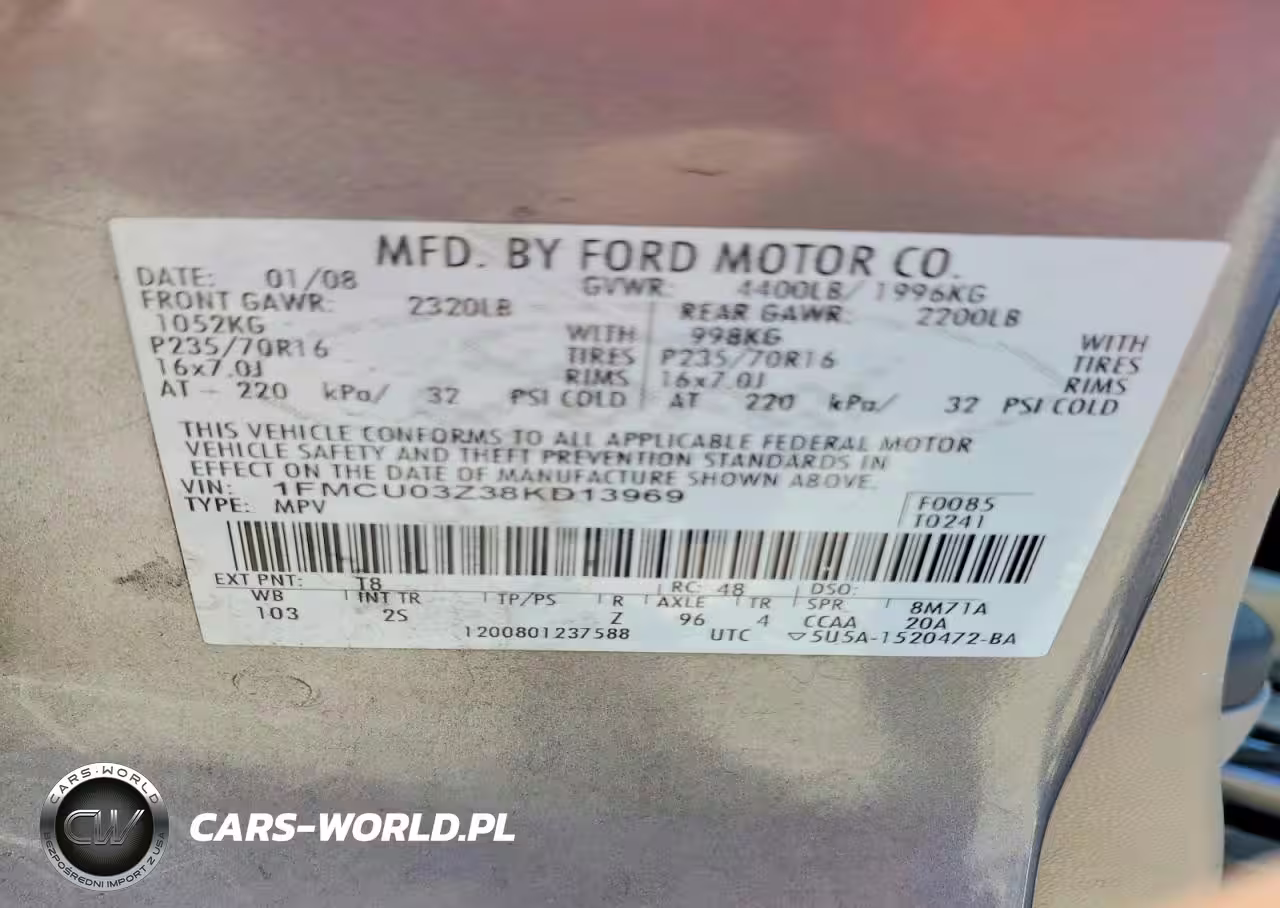 MFD. BY FORD MOTOR CO.
DATE: 01/08 GVWR: 4400LB/ 1996KG
FRONT GAWR: 2320LB REAR GAWR: 2200LB
1052KG WITH 998KG WITH
P235/70R16 TIRES P235/70R16 TIRES
16x7.0J RIMS 16x7.0J RIMS
AT - 220 kPa/ 32 PSI COLD AT 220 kPa/ 32 PSI COLD
THIS VEHICLE CONFORMS TO ALL APPLICABLE FEDERAL MOTOR
VEHICLE SAFETY AND THEFT PREVENTION STANDARDS IN
EFFECT ON THE DATE OF MANUFACTURE SHOWN ABOVE.
VIN: 1FMCU03Z38KD13969
TYPE: MPV F0085
T0241
EXT PNT: T8 RC: 48 DSO:
WB INT TR TP/PS R AXLE TR SPR 8M71A
103 2S Z 96 4 CCAA 20A
1200801237588 UTC ▽5U5A-1520472-BA
CARS-WORLD
CW
BEZPOŚREDNI IMPORT Z USA
CARS-WORLD.PL